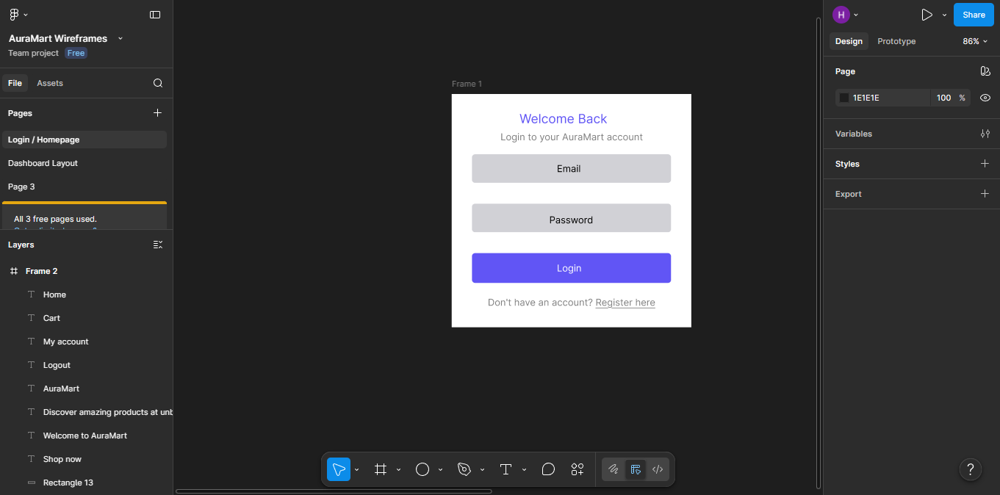 AuraMart Wireframes
Team project Free
File Assets
Pages
Login / Homepage
Dashboard Layout
Page 3
All 3 free pages used.
Layers
Frame 2
Home
Cart
My account
Logout
AuraMart
Discover amazing products at
Welcome to AuraMart
Shop now
Rectangle 13
Frame 1
Welcome Back
Login to your AuraMart account
Email
Password
Login
Don't have an account? Register here
H
Share
Design Prototype 86%
Page
1E1E1E 100 %
Variables
Styles
Export
?